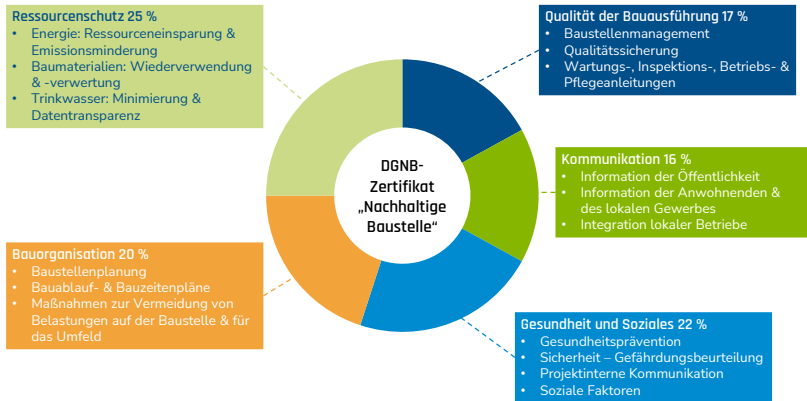 Ressourcenschutz 25 %
• Energie: Ressourceneinsparung &
Emissionsminderung
• Baumaterialien: Wiederverwendung
& -verwertung
• Trinkwasser: Minimierung &
Datentransparenz
Qualität der Bauausführung 17 %
• Baustellenmanagement
• Qualitätssicherung
• Wartungs-, Inspektions-, Betriebs- &
Pflegeanleitungen
DGNB-
Zertifikat
„Nachhaltige
Baustelle“
Kommunikation 16 %
• Information der Öffentlichkeit
• Information der Anwohnenden &
des lokalen Gewerbes
• Integration lokaler Betriebe
Bauorganisation 20 %
• Baustellenplanung
• Bauablauf- & Bauzeitenpläne
• Maßnahmen zur Vermeidung von
Belastungen auf der Baustelle & für
das Umfeld
Gesundheit und Soziales 22 %
• Gesundheitsprävention
• Sicherheit – Gefährdungsbeurteilung
• Projektinterne Kommunikation
• Soziale Faktoren